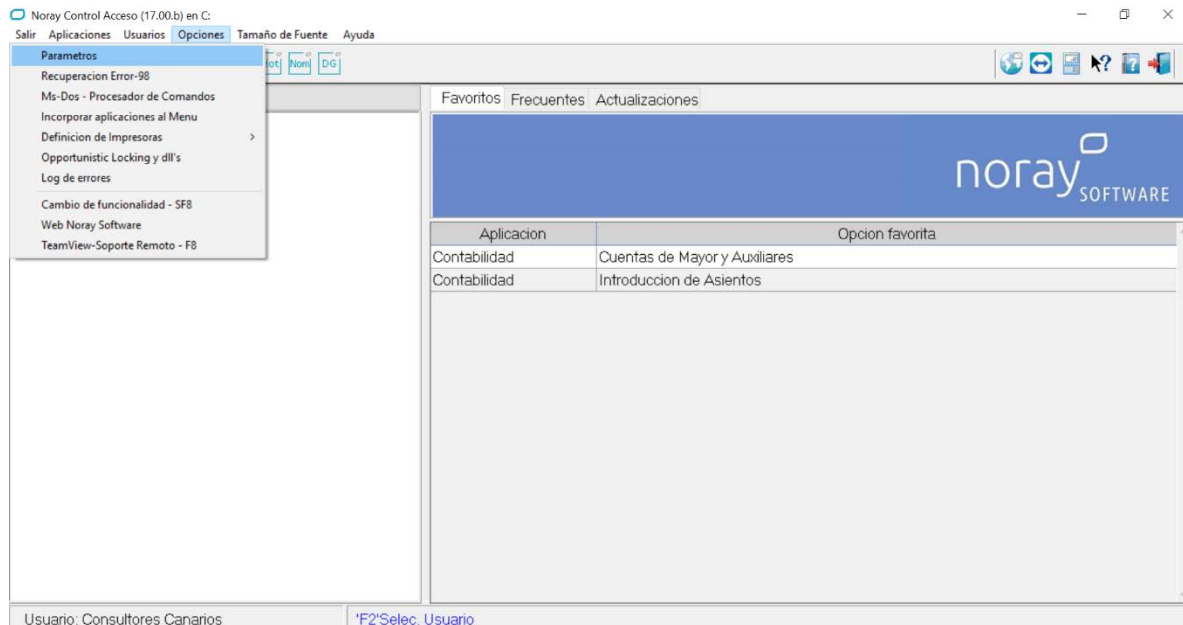 Noray Control Acceso (17.00.b) en C:
Salir Aplicaciones Usuarios Opciones Tamaño de Fuente Ayuda
Parametros
Recuperacion Error-98
Ms-Dos - Procesador de Comandos
Incorporar aplicaciones al Menu
Definicion de Impresoras
Opportunistic Locking y dll's
Log de errores
Cambio de funcionalidad - SF8
Web Noray Software
TeamView-Soporte Remoto - F8
Nom DG
Favoritos Frecuentes Actualizaciones
noray SOFTWARE
Aplicacion Opcion favorita
Contabilidad Cuentas de Mayor y Auxiliares
Contabilidad Introduccion de Asientos
Usuario: Consultores Canarios 'F2'Selec. Usuario